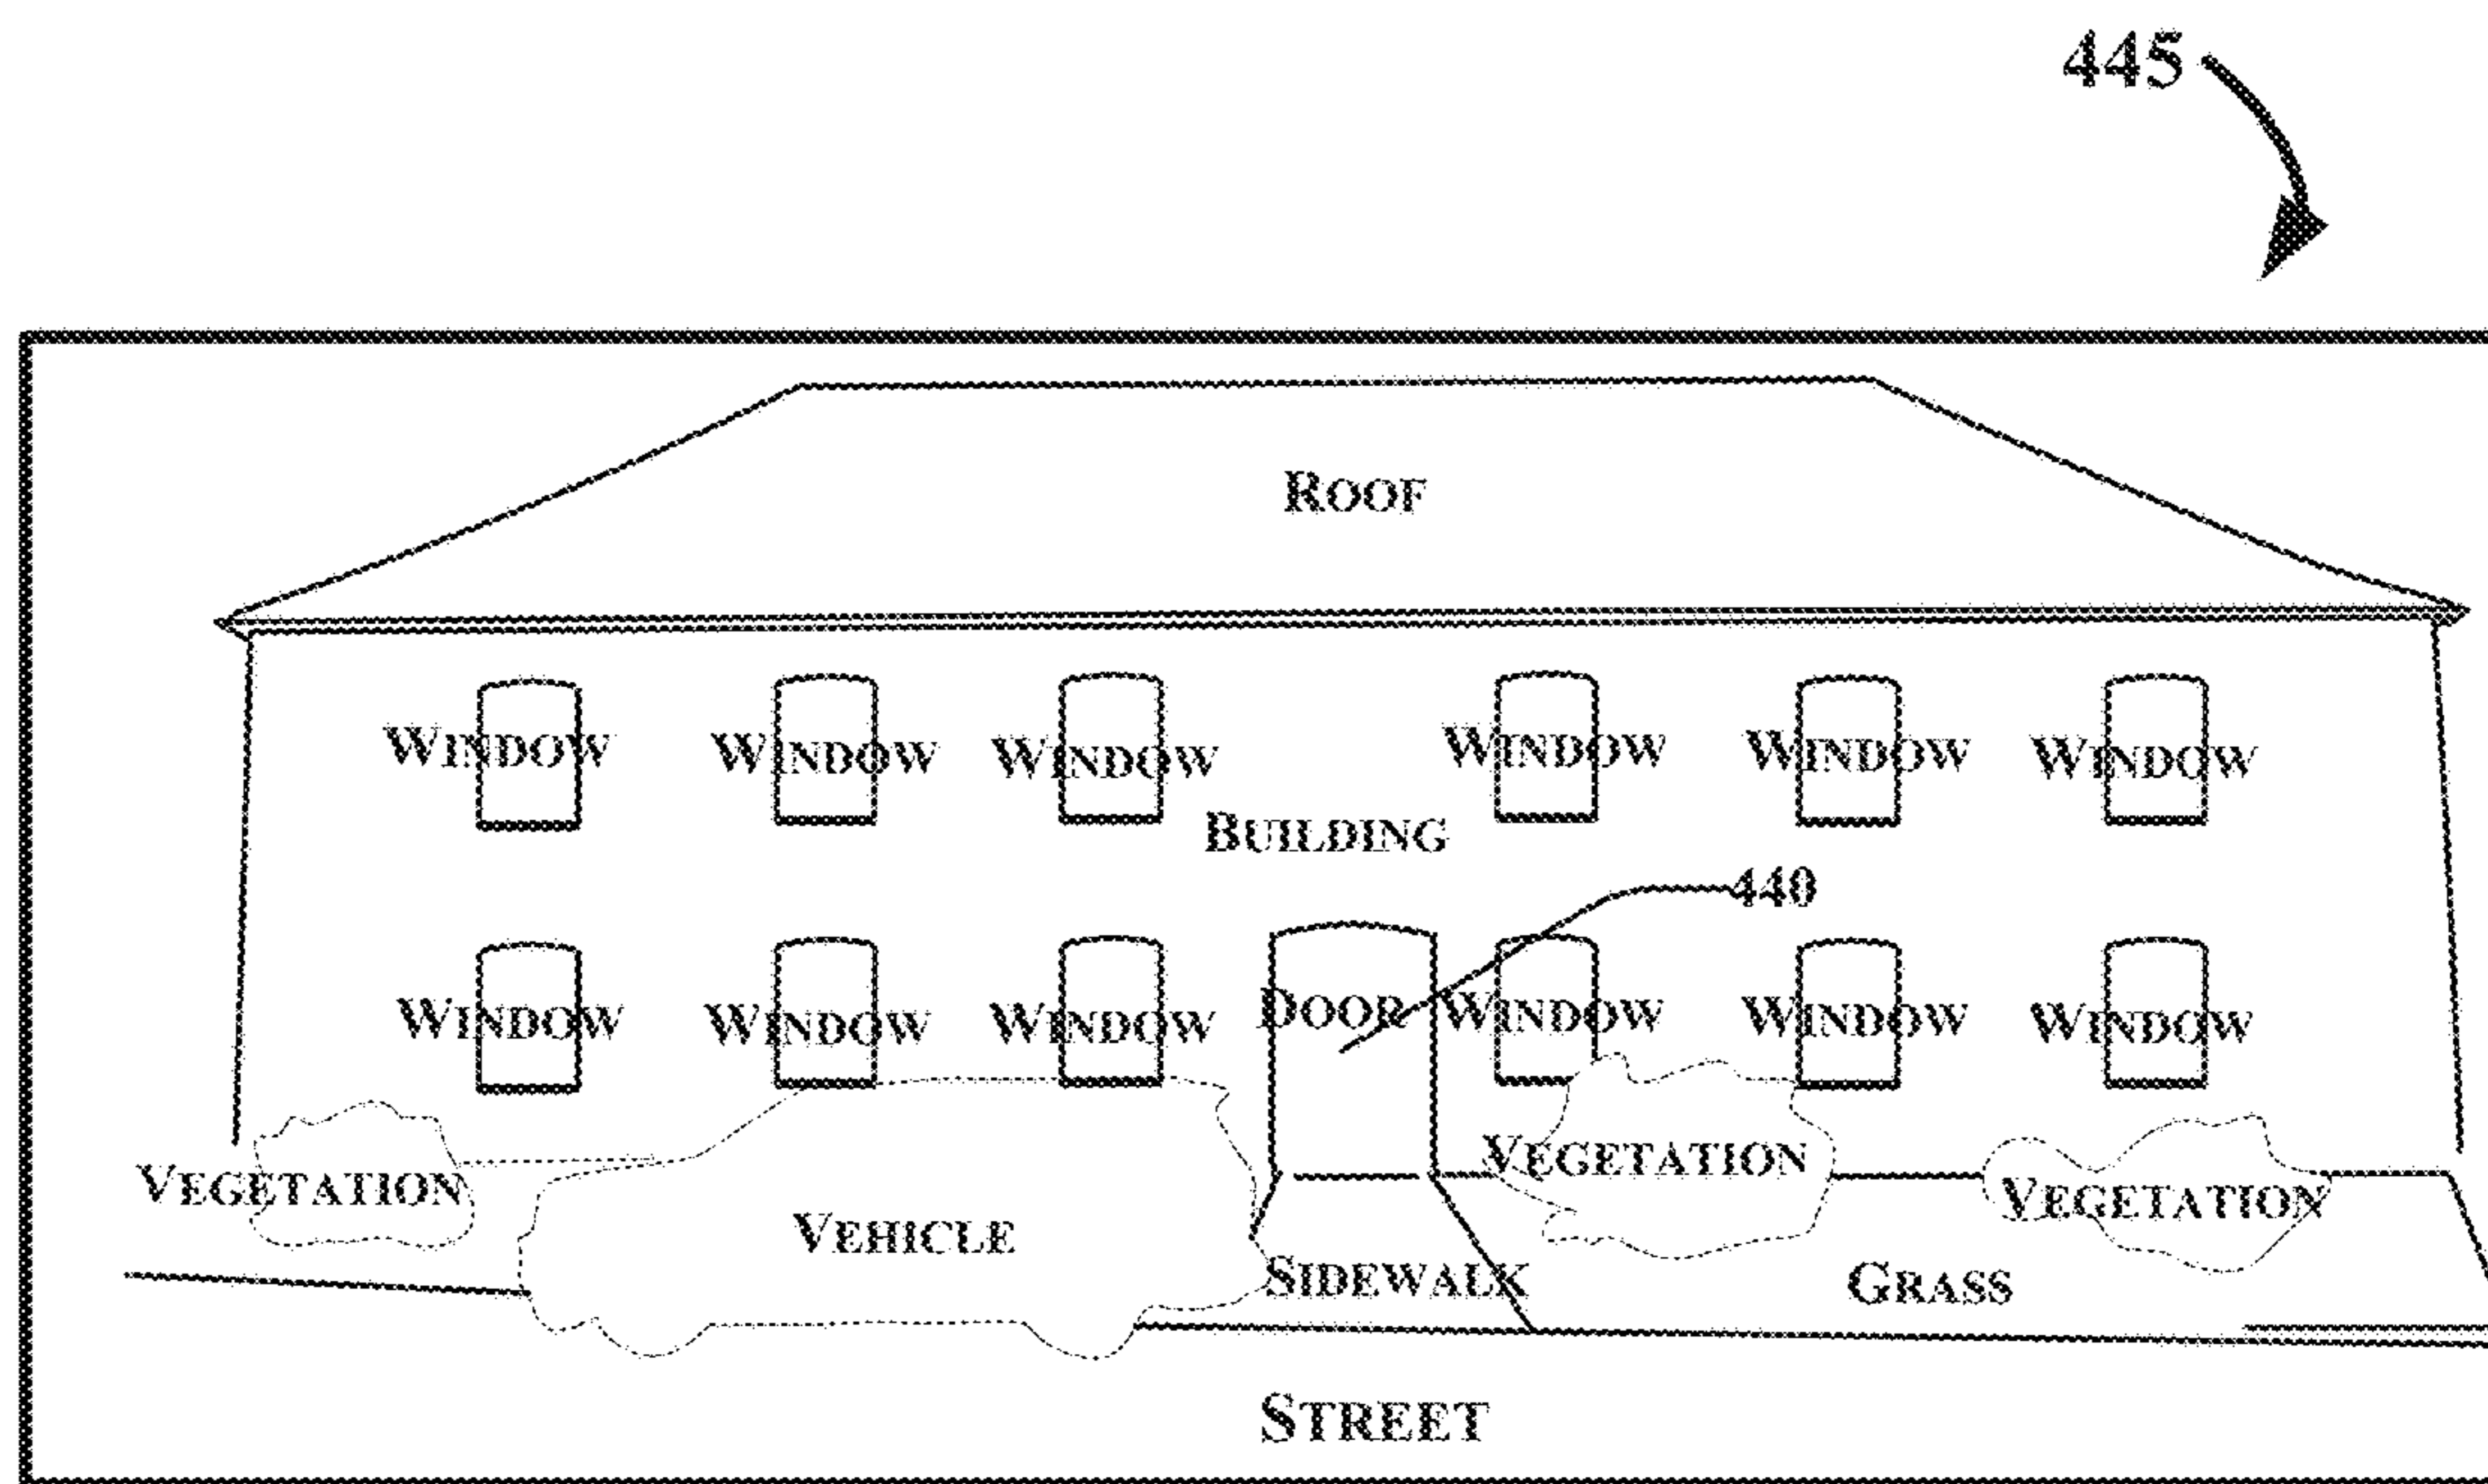 445
ROOF
WINDOW WINDOW WINDOW WINDOW WINDOW WINDOW
BUILDING
440
WINDOW WINDOW WINDOW DOOR WINDOW WINDOW WINDOW
VEGETATION VEGETATION VEGETATION
VEHICLE
SIDEWALK GRASS
STREET